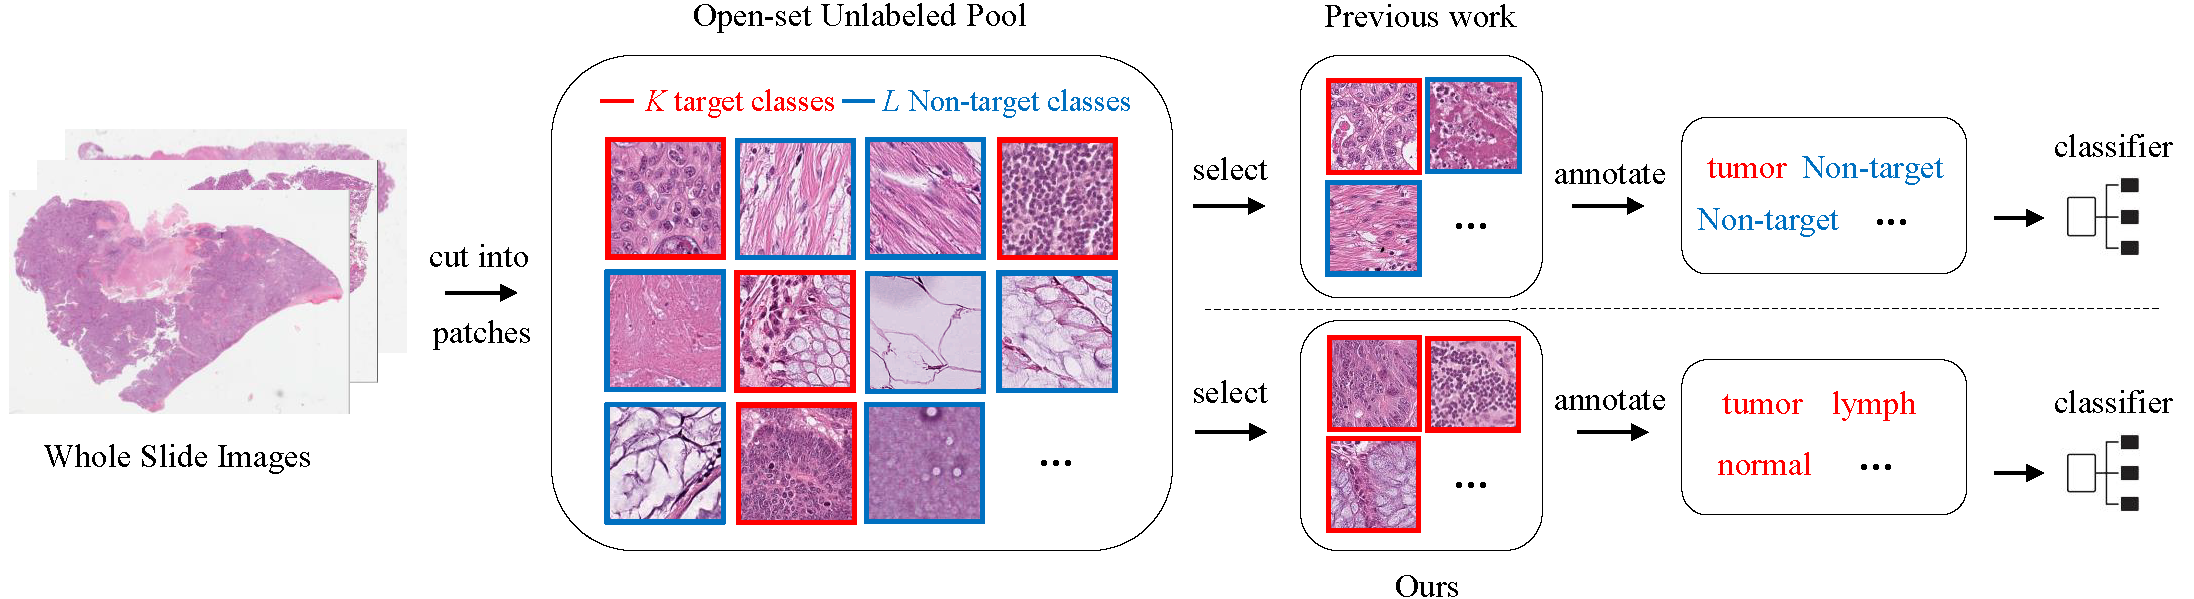 Open-set Unlabeled Pool
Previous work
K target classes
L Non-target classes
select
annotate
tumor Non-target
Non-target ...
classifier
cut into
patches
...
...
Whole Slide Images
select
annotate
tumor lymph
normal ...
classifier
...
Ours